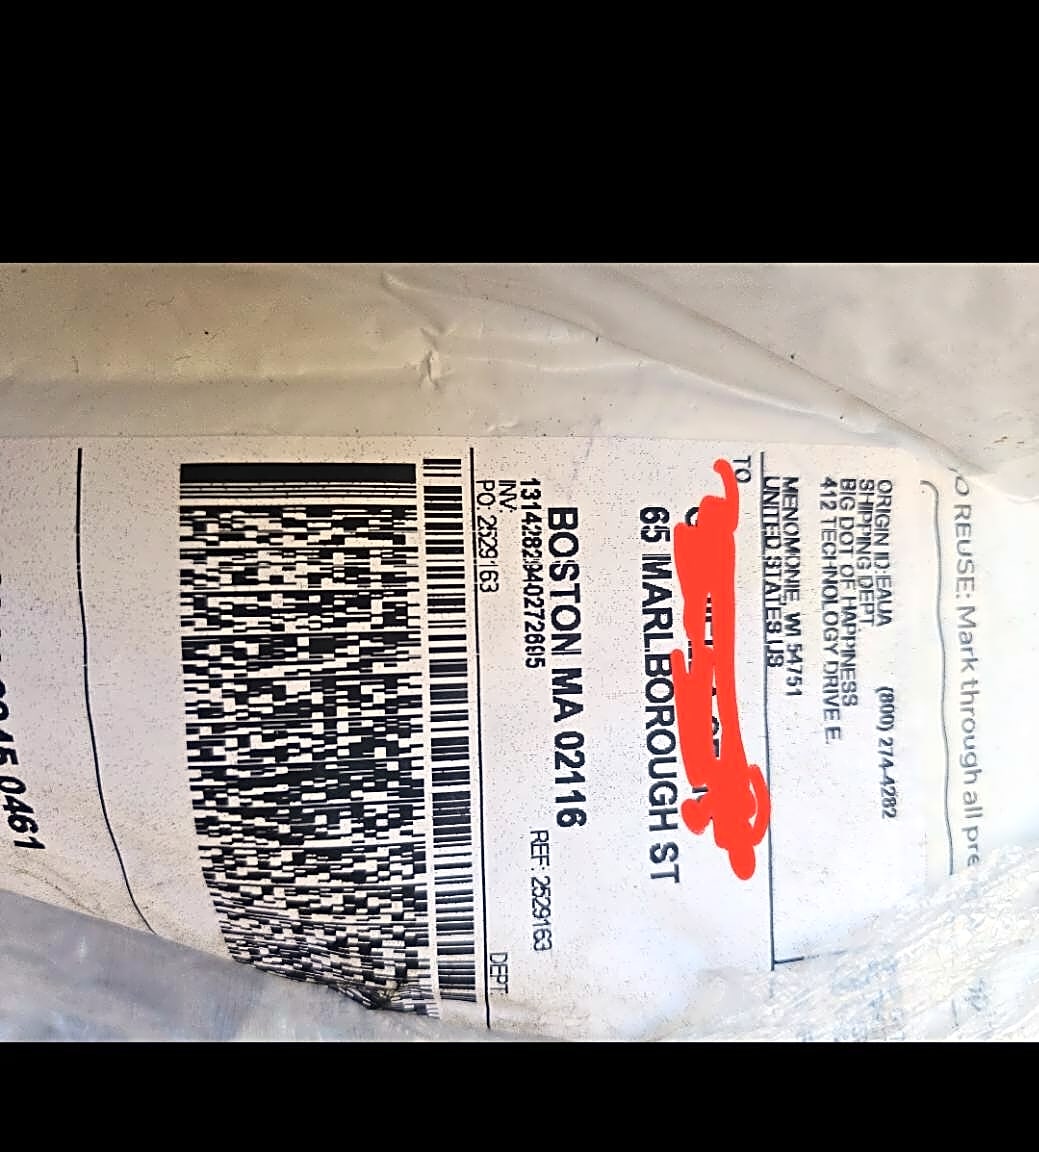 O REUSE: Mark through all pre
ORIGIN ID:EAUA (800) 274-4282
SHIPPING DEPT.
BIG DOT OF HAPPINESS
412 TECHNOLOGY DRIVE E.
MENOMONIE, WI 54751
UNITED STATES US
TO
65 MARLBOROUGH ST
BOSTON MA 02116
1314282940272695 REF: 2529163
INV:
PO: 2529163 DEPT:
0461